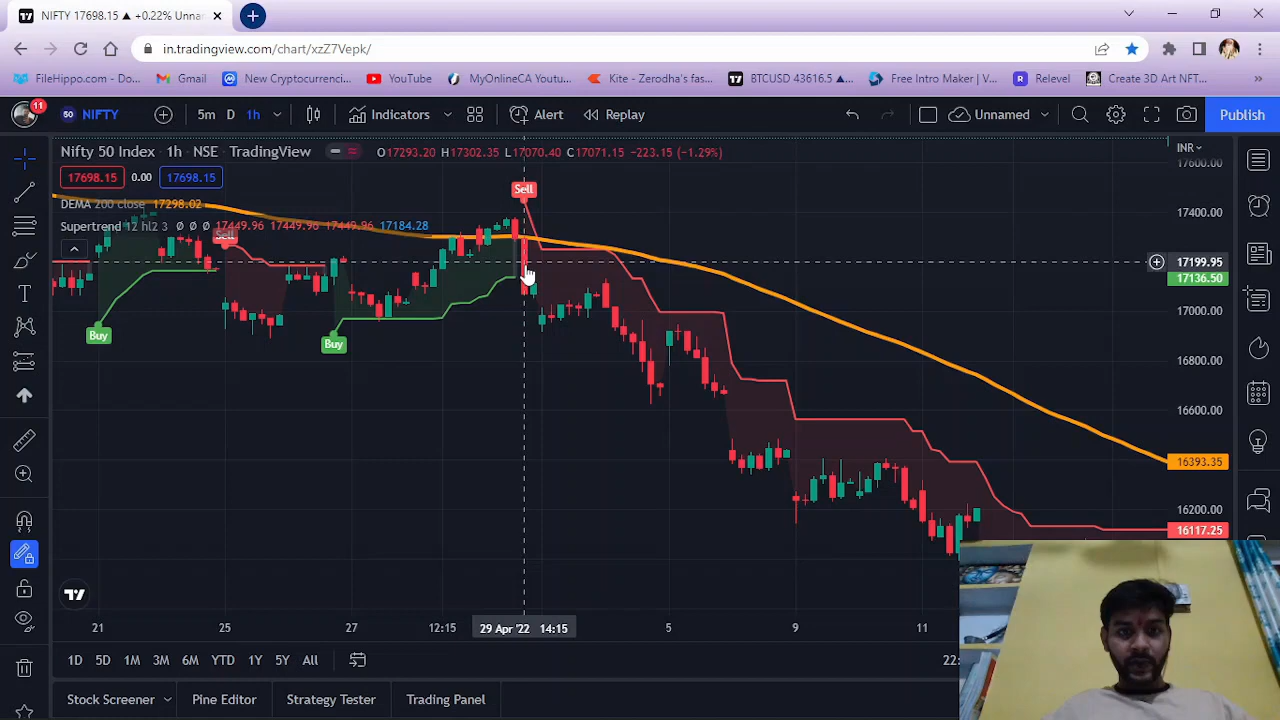 NIFTY 17698.15 ▲ +0.22% Unnar
in.tradingview.com/chart/xzZ7Vepk/
FileHippo.com - Do... Gmail New Cryptocurrenci... YouTube MyOnlineCA Youtu... Kite - Zerodha's fas... BTCUSD 43616.5 ▲... Free Intro Maker | V... Relevel Create 3D Art NFT... »
11 50 NIFTY 5m D 1h Indicators Alert Replay Unnamed Publish
Nifty 50 Index · 1h · NSE · TradingView O17293.20 H17302.35 L17070.40 C17071.15 -223.15 (-1.29%) INR
17600.00
17698.15 0.00 17698.15
Sell
DEMA 200 close 17298.02
17400.00
Supertrend 12 hl2 3 Ø Ø Ø 17449.96 17449.96 17449.96 17184.28
Sell
17199.95
17136.50
17000.00
Buy
Buy
16800.00
16600.00
16393.35
16200.00
16117.25
21 25 27 12:15 29 Apr '22 14:15 5 9 11
1D 5D 1M 3M 6M YTD 1Y 5Y All 22:
Stock Screener Pine Editor Strategy Tester Trading Panel